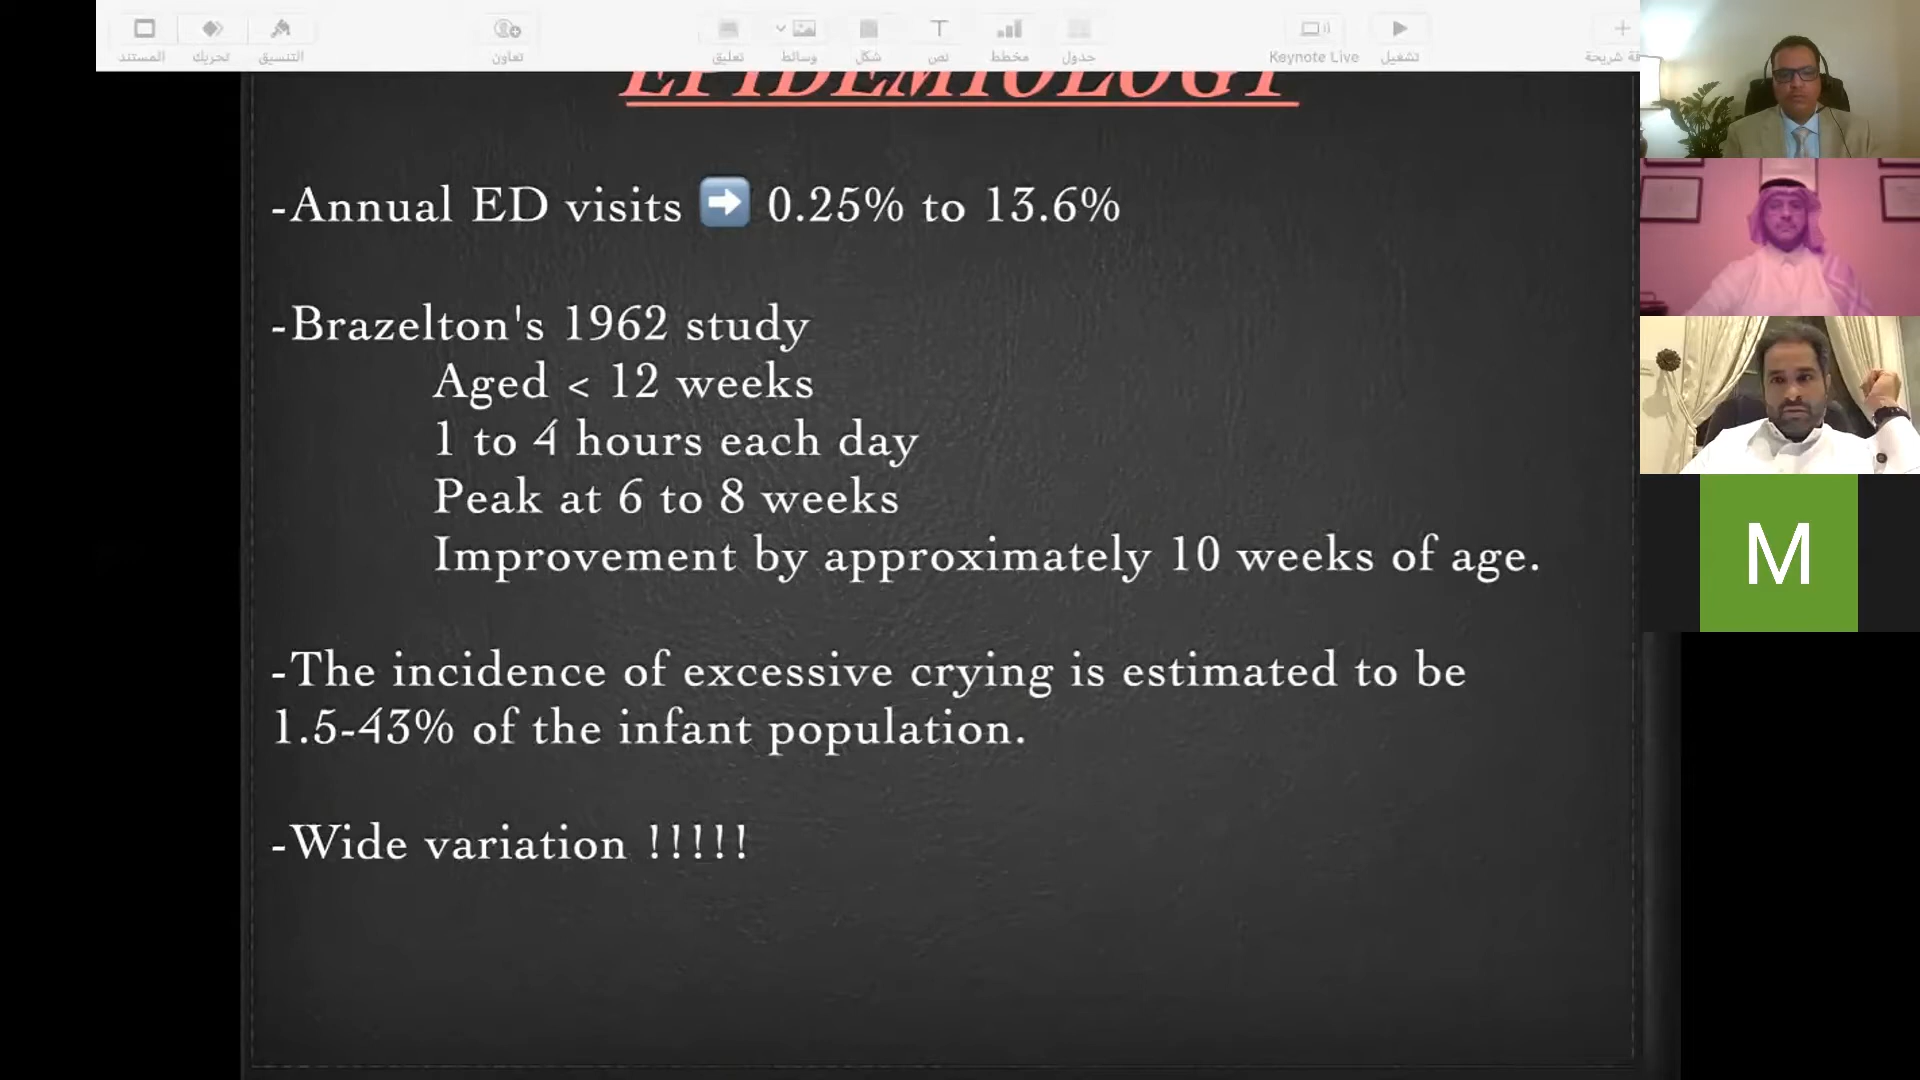 المستند
تحريك
التنسيق
تعاون
تعليق
وسائط
شكل
نص
مخطط
جدول
Keynote Live
تشغيل
شريحة
EPIDEMIOLOGY
-Annual ED visits ➡ 0.25% to 13.6%
-Brazelton's 1962 study
Aged < 12 weeks
1 to 4 hours each day
Peak at 6 to 8 weeks
Improvement by approximately 10 weeks of age.
-The incidence of excessive crying is estimated to be
1.5-43% of the infant population.
-Wide variation !!!!!
M